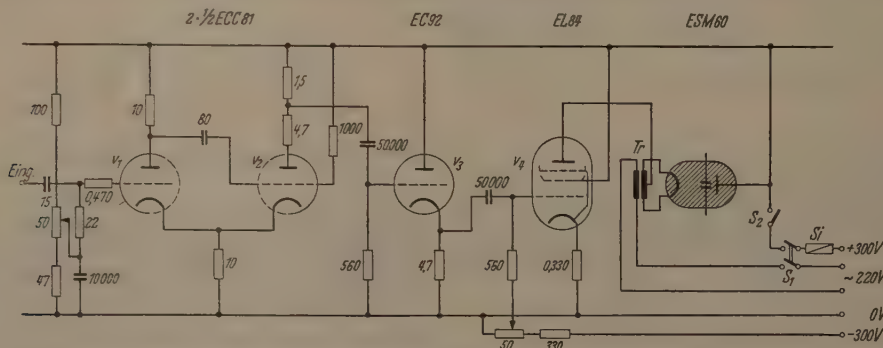 2·½ECC81 EC92 EL84 ESM60
100
10
80
1,5
4,7
1000
50000
V1
V2
V3
V4
50000
Tr
Eing.
0,470
15
50
22
10000
47
10
560
4,7
560
0,330
S2
Si
+300V
S1
~220V
0V
50
330
-300V